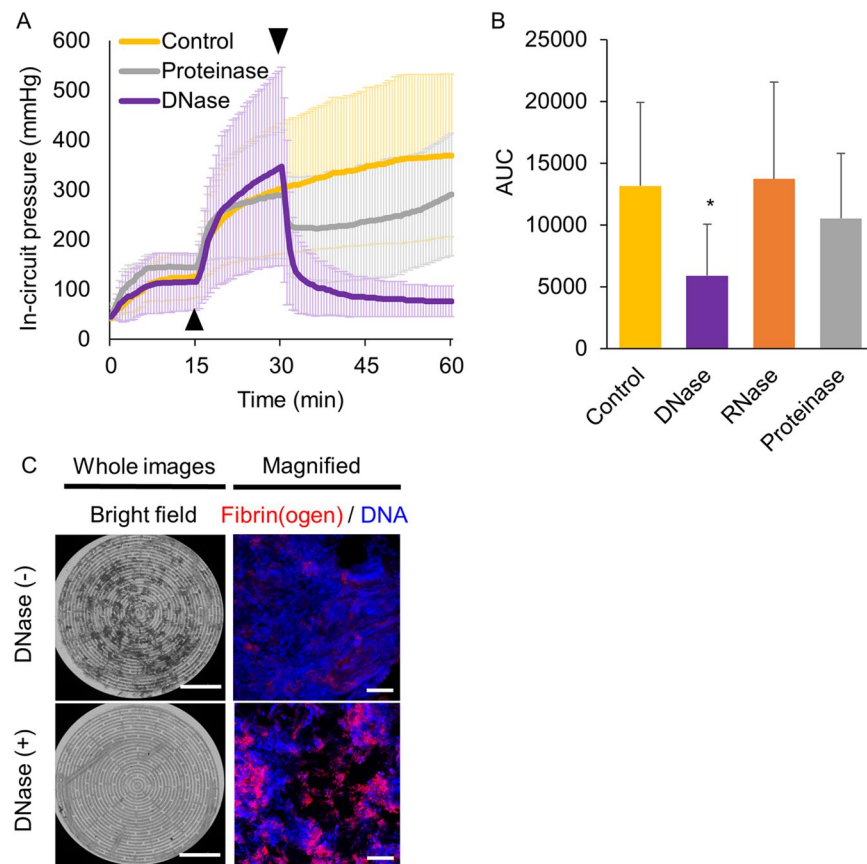 A
In-circuit pressure (mmHg)
600
500
400
300
200
100
0
Control
Proteinase
DNase
0 15 30 45 60
Time (min)
B
AUC
25000
20000
15000
10000
5000
0
*
Control
DNase
RNase
Proteinase
C
Whole images Magnified
Bright field Fibrin(ogen) / DNA
DNase (-)
DNase (+)